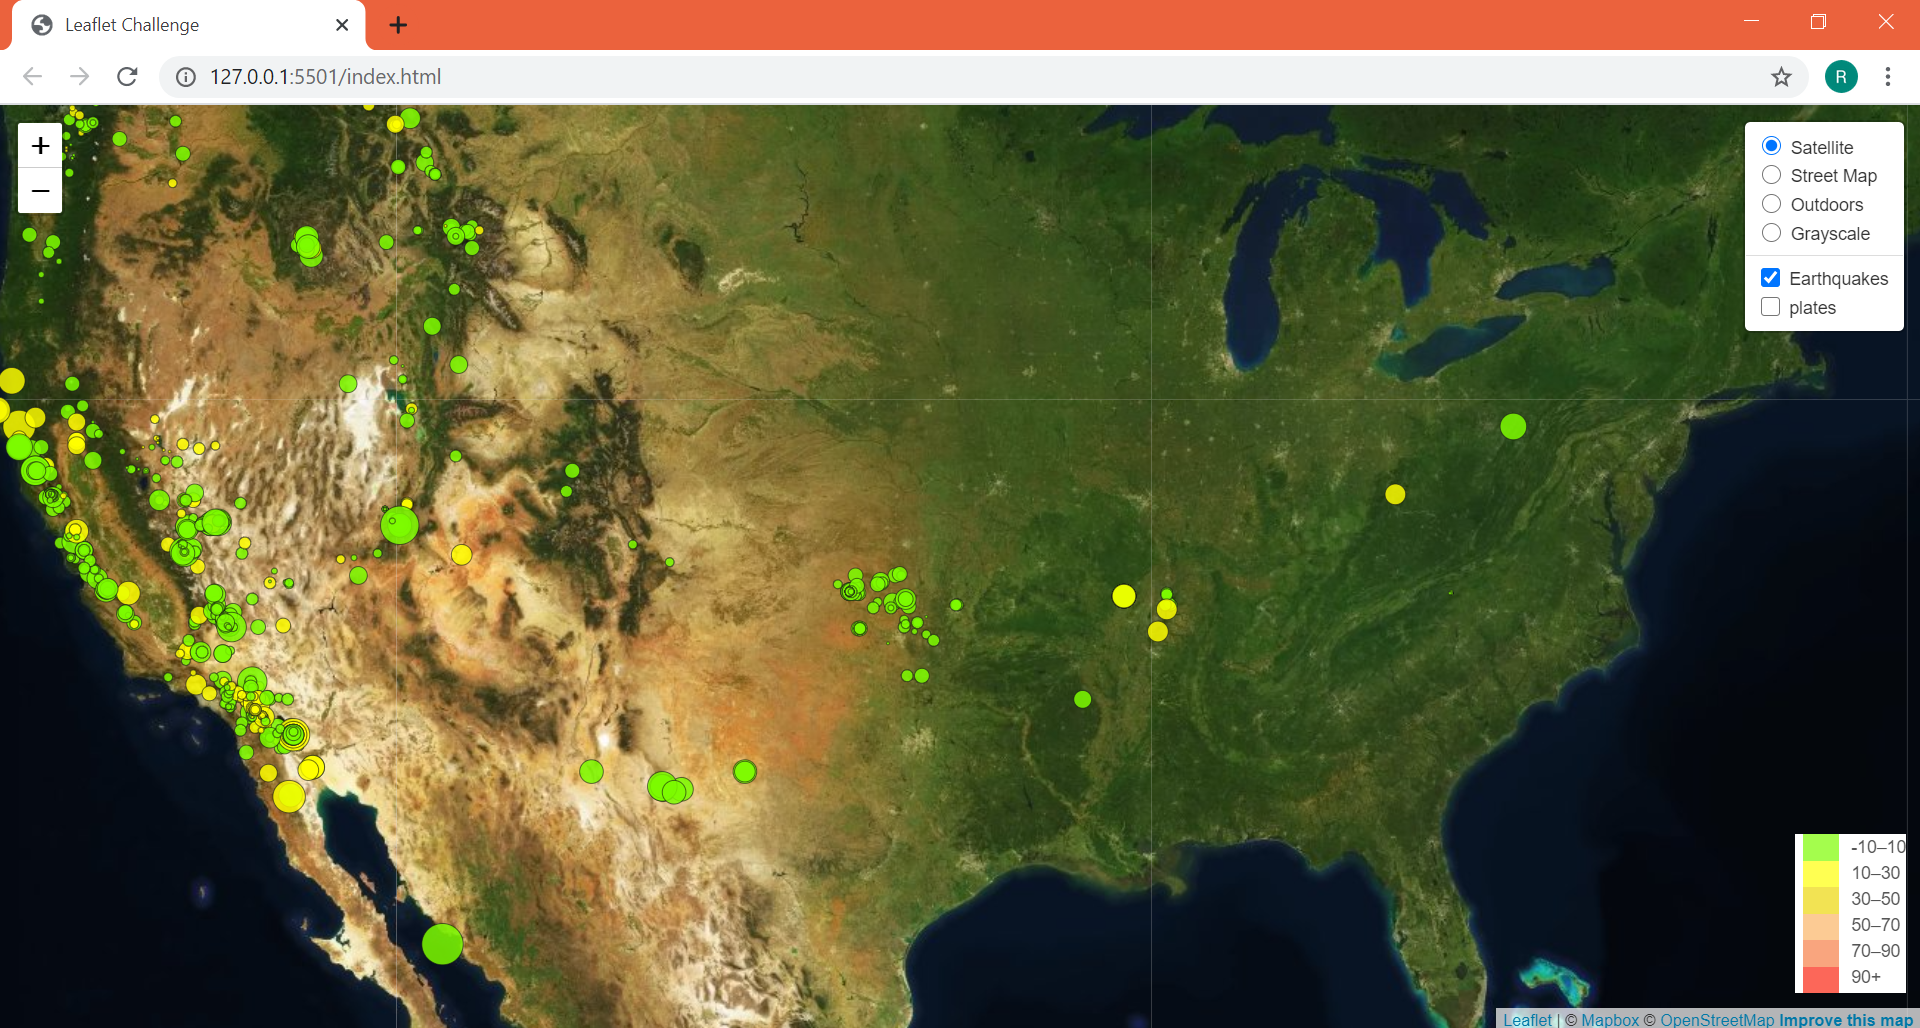 Leaflet Challenge
127.0.0.1:5501/index.html
R
+
−
Satellite
Street Map
Outdoors
Grayscale
Earthquakes
plates
-10–10
10–30
30–50
50–70
70–90
90+
Leaflet | © Mapbox © OpenStreetMap Improve this map